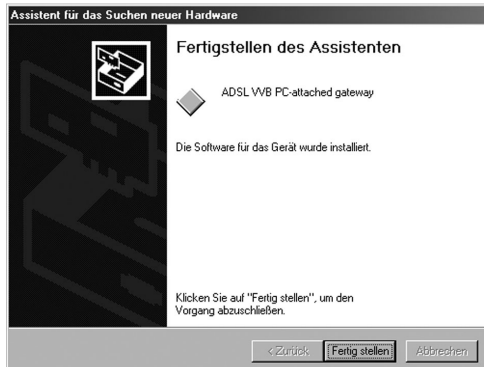 Assistent für das Suchen neuer Hardware
Fertigstellen des Assistenten
ADSL WB PC-attached gateway
Die Software für das Gerät wurde installiert.
Klicken Sie auf "Fertig stellen", um den
Vorgang abzuschließen.
< Zurück
Fertig stellen
Abbrechen